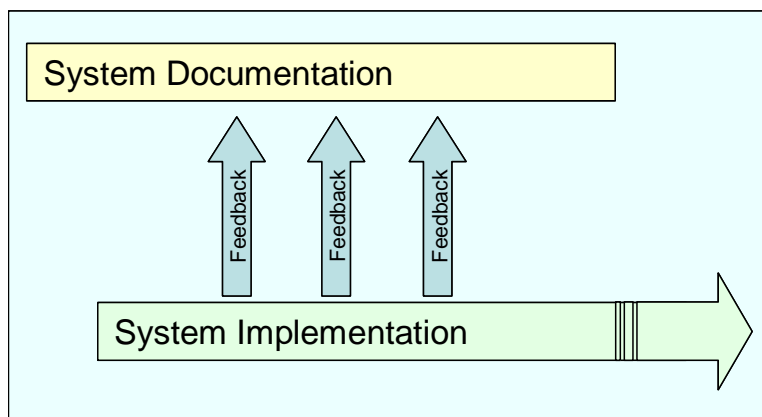 System Documentation
Feedback
Feedback
Feedback
System Implementation